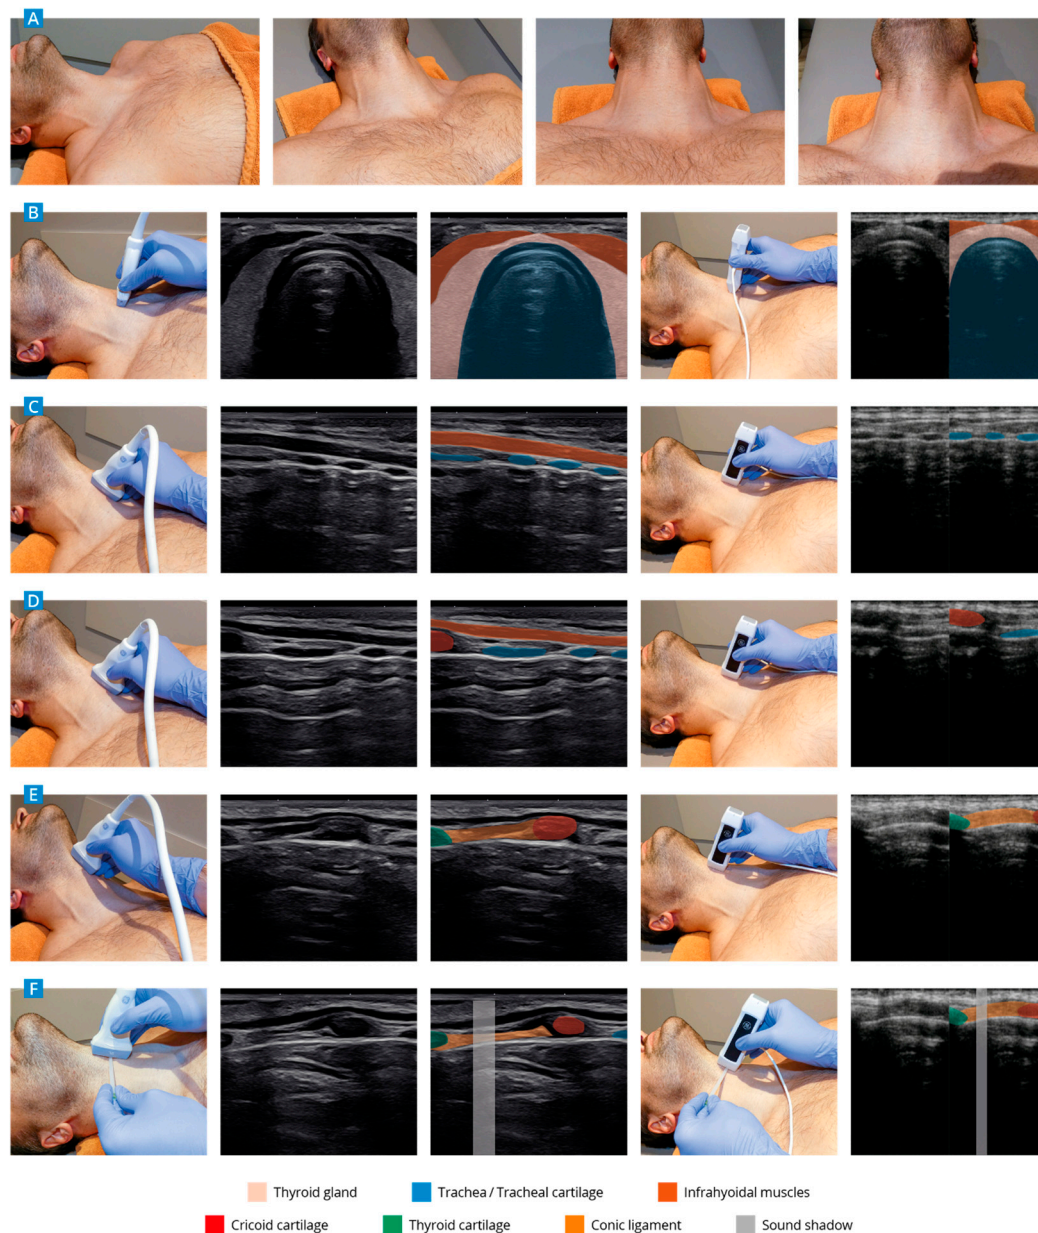 A
B
C
D
E
F
Thyroid gland
Trachea / Tracheal cartilage
Infrahyoidal muscles
Cricoid cartilage
Thyroid cartilage
Conic ligament
Sound shadow